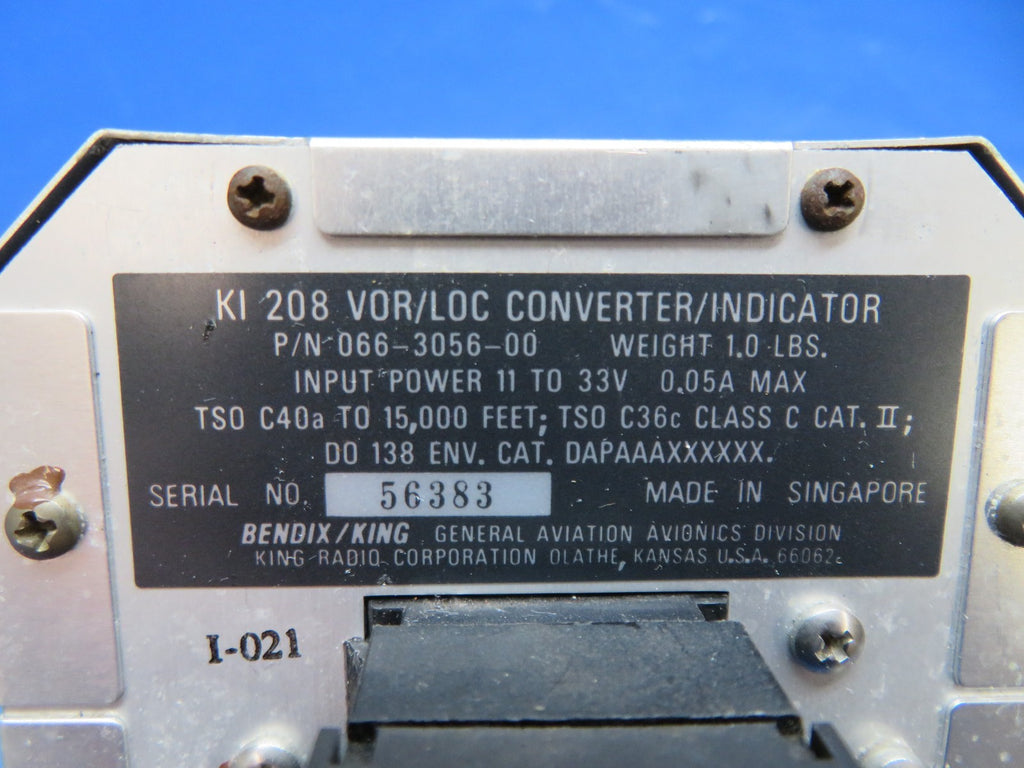 KI 208 VOR/LOC CONVERTER/INDICATOR
P/N 066-3056-00 WEIGHT 1.0 LBS.
INPUT POWER 11 TO 33V 0.05A MAX
TSO C40a TO 15,000 FEET; TSO C36c CLASS C CAT. II;
DO 138 ENV. CAT. DAPAAAXXXXXX.
SERIAL NO. 56383 MADE IN SINGAPORE
BENDIX/KING GENERAL AVIATION AVIONICS DIVISION
KING RADIO CORPORATION OLATHE, KANSAS U.S.A. 66062
I-021